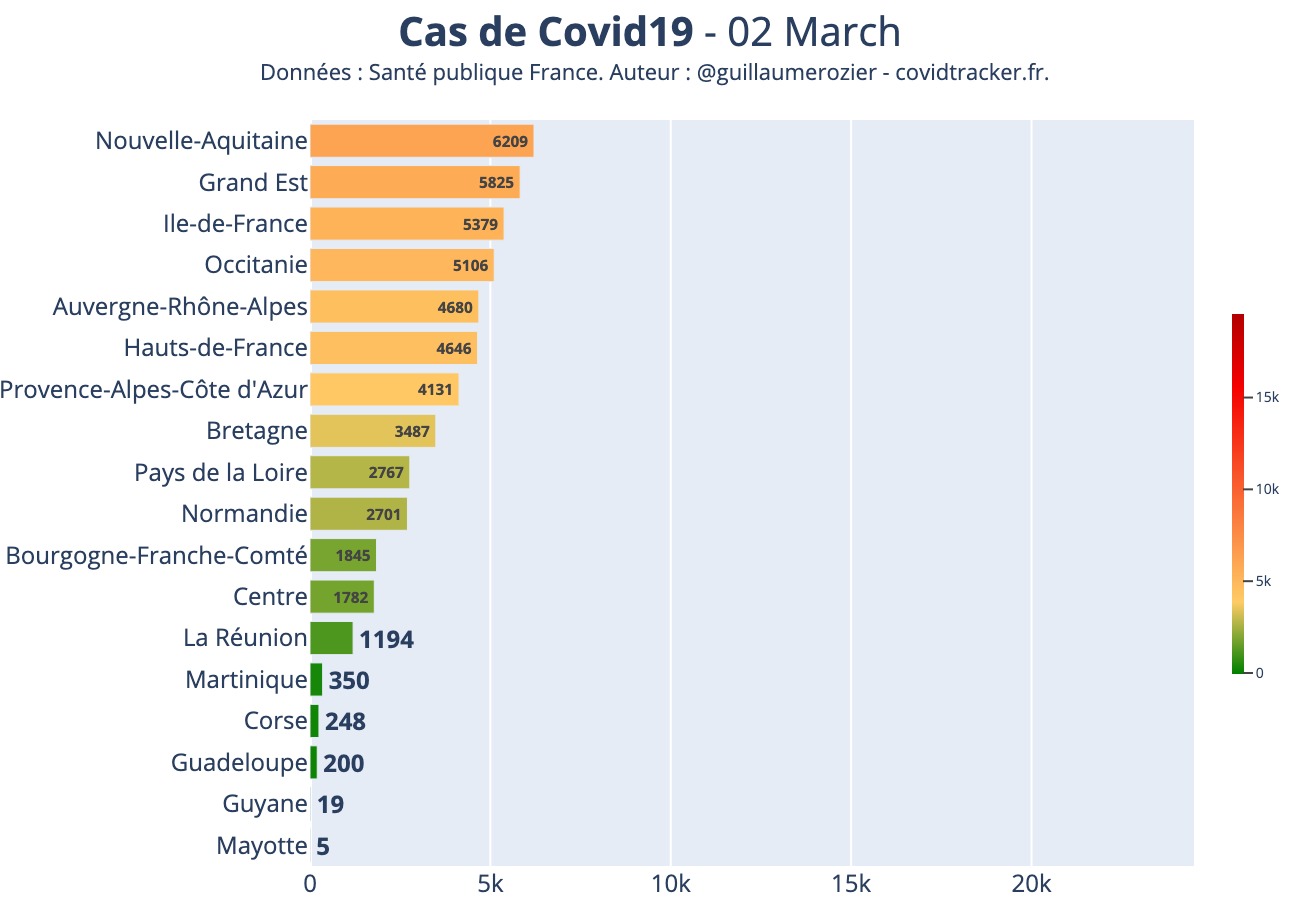 Cas de Covid19 - 02 March
Données : Santé publique France. Auteur : @guillaumerozier - covidtracker.fr.
Nouvelle-Aquitaine 6209
Grand Est 5825
Ile-de-France 5379
Occitanie 5106
Auvergne-Rhône-Alpes 4680
Hauts-de-France 4646
Provence-Alpes-Côte d'Azur 4131
Bretagne 3487
Pays de la Loire 2767
Normandie 2701
Bourgogne-Franche-Comté 1845
Centre 1782
La Réunion 1194
Martinique 350
Corse 248
Guadeloupe 200
Guyane 19
Mayotte 5
0 5k 10k 15k 20k
15k
10k
5k
0